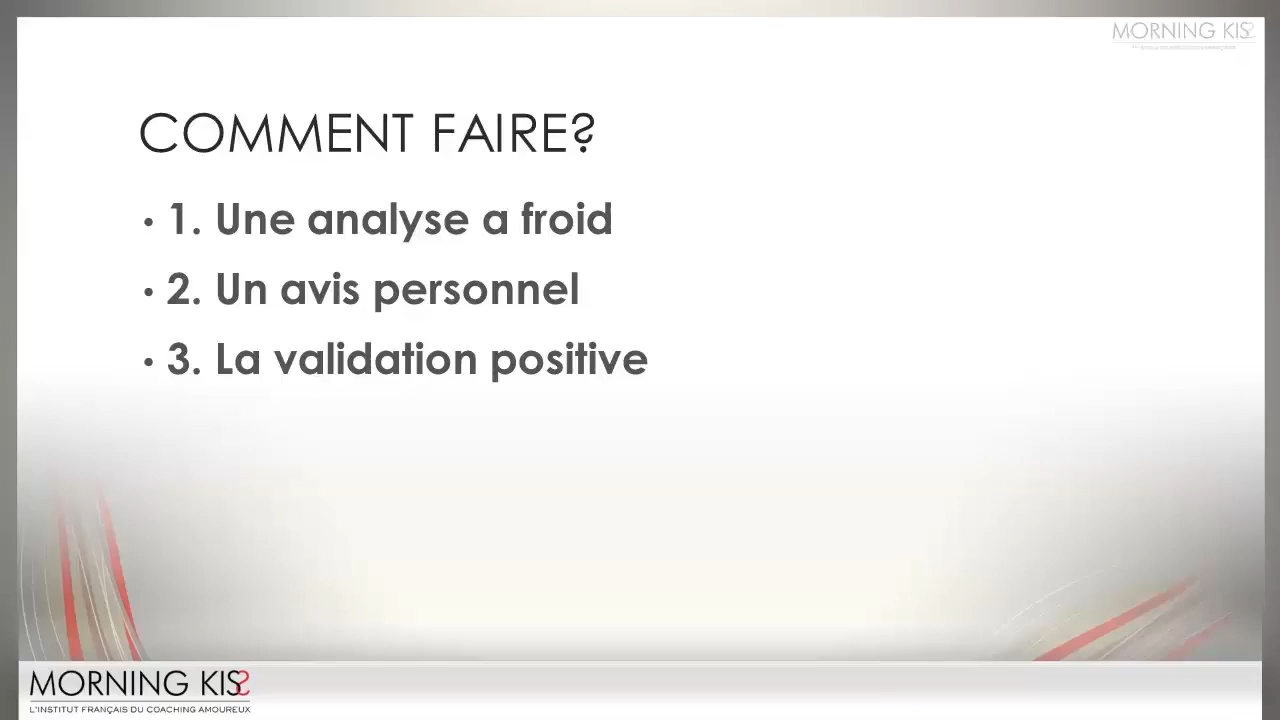 MORNING KISS
COMMENT FAIRE?
• 1. Une analyse a froid
• 2. Un avis personnel
• 3. La validation positive
MORNING KISS
L'INSTITUT FRANÇAIS DU COACHING AMOUREUX